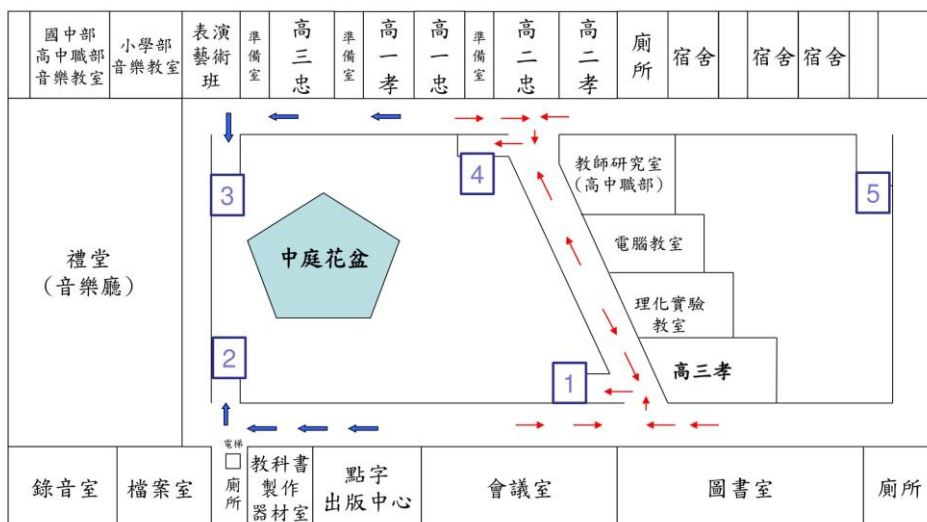 國中部
高中職部
音樂教室
小學部
音樂教室
表演
藝術
班
準備室
高三忠
準備室
高一孝
高一忠
準備室
高二忠
高二孝
廁所
宿舍
宿舍
宿舍
3
4
教師研究室
(高中職部)
5
中庭花盆
電腦教室
禮堂
(音樂廳)
理化實驗
教室
2
1
高三孝
電梯
廁所
錄音室
檔案室
教科書
製作
器材室
點字
出版中心
會議室
圖書室
廁所